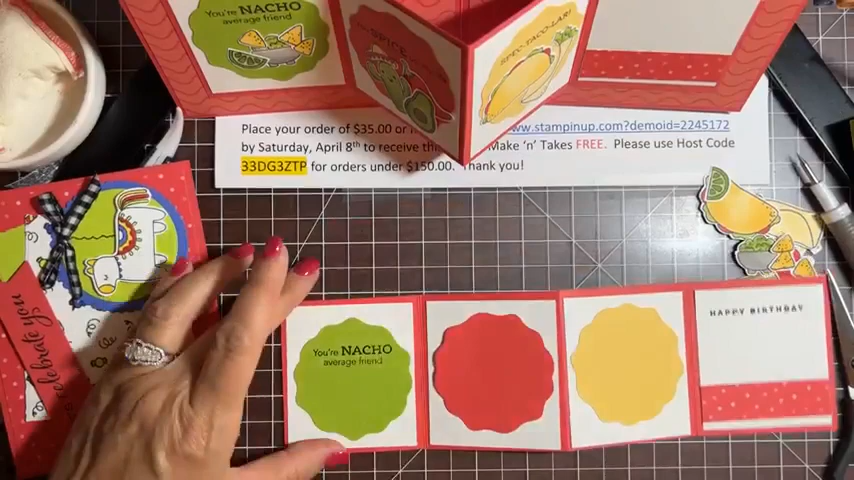 You're NACHO
average friend
SPICE
SPEC-TACO-LAR!
Place your order of $35.00 or
www.stampinup.com/?demoid=2245172
by Saturday, April 8th to receive
Make 'n' Takes FREE. Please use Host Code
33DG3ZTP for orders under $150.00. Thank you!
celebrate you
You're NACHO
average friend
HAPPY BIRTHDAY